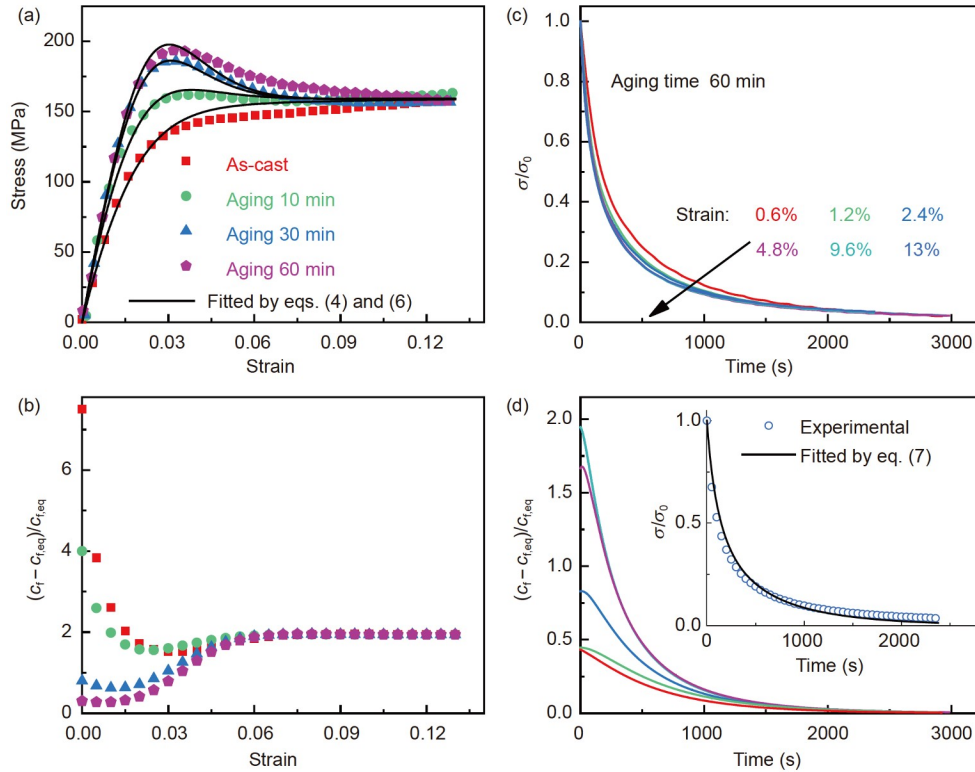 (a)
200
150
100
50
0
Stress (MPa)
As-cast
Aging 10 min
Aging 30 min
Aging 60 min
Fitted by eqs. (4) and (6)
0.00 0.03 0.06 0.09 0.12
Strain
(c)
1.0
0.8
0.6
0.4
0.2
0.0
σ/σ0
Aging time 60 min
Strain: 0.6% 1.2% 2.4%
4.8% 9.6% 13%
0 1000 2000 3000
Time (s)
(b)
6
4
2
0
(cf – cf,eq)/cf,eq
0.00 0.03 0.06 0.09 0.12
Strain
(d)
2.0
1.5
1.0
0.5
0.0
(cf – cf,eq)/cf,eq
1.0
0.5
0.0
σ/σ0
Experimental
Fitted by eq. (7)
0 1000 2000
Time (s)
0 1000 2000 3000
Time (s)